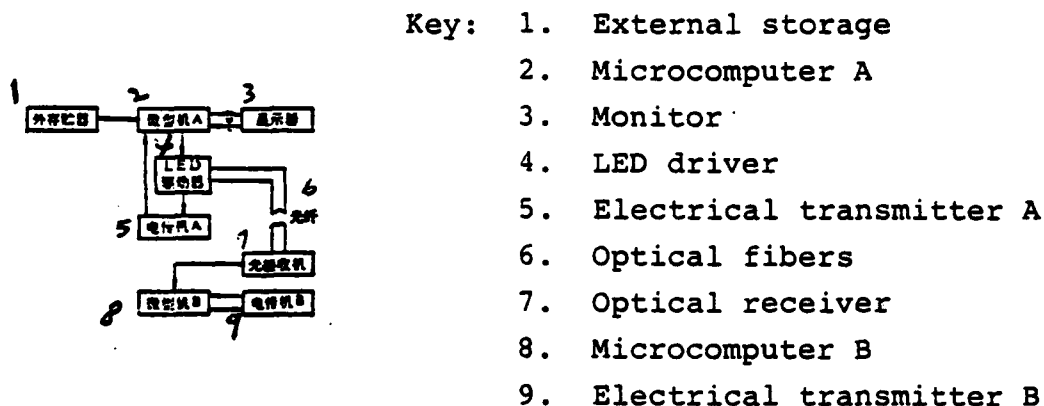 Key: 1. External storage
2. Microcomputer A
3. Monitor
4. LED driver
5. Electrical transmitter A
6. Optical fibers
7. Optical receiver
8. Microcomputer B
9. Electrical transmitter B
1 2 3
外存贮器 微型机A 显示器
4
LED
驱动器
6
光纤
5 电传机A
7
光接收机
8 微型机B 电传机B
9